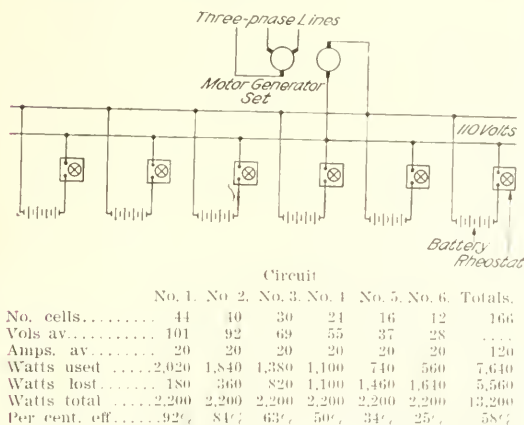 Three-phase Lines
Motor Generator
Set
110 Volts
Battery
Rheostat
Circuit
No. 1. No 2. No. 3. No. 4 No. 5. No. 6. Totals.
No. cells.......... 44 40 30 24 16 12 166
Vols av.......... 101 92 69 55 37 28 ....
Amps. av.......... 20 20 20 20 20 20 120
Watts used ..... 2,020 1,840 1,380 1,100 740 560 7,640
Watts lost....... 180 360 820 1,100 1,460 1,640 5,560
Watts total ..... 2,200 2,200 2,200 2,200 2,200 2,200 13,200
Per cent. eff...... 92% 84% 63% 50% 34% 25% 58%